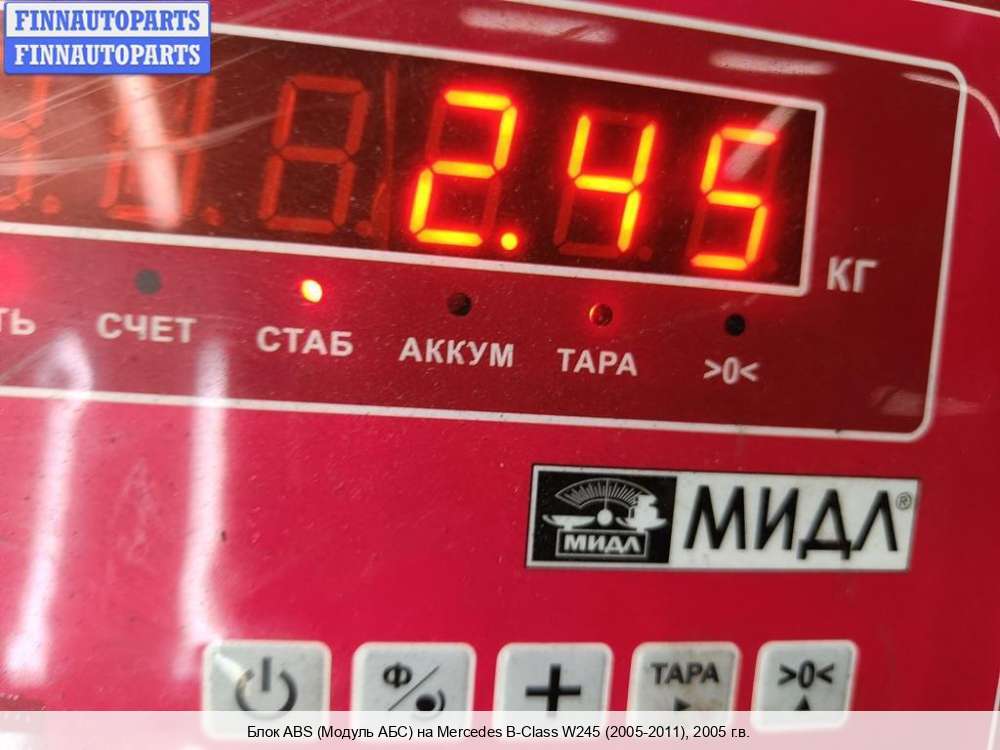 FINNAUTOPARTS
FINNAUTOPARTS
2.45
КГ
ТЬ СЧЕТ СТАБ АККУМ ТАРА >0<
МИДЛ МИДЛ®
Ф ТАРА >0<
Блок ABS (Модуль АБС) на Mercedes B-Class W245 (2005-2011), 2005 г.в.